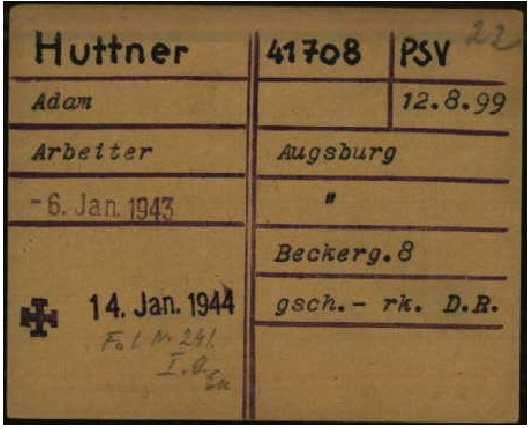 22
Huttner 41708 PSV
Adam 12.8.99
Arbeiter Augsburg
-6. Jan. 1943 "
Beckerg. 8
14. Jan. 1944 gsch.- rk. D.R.
241